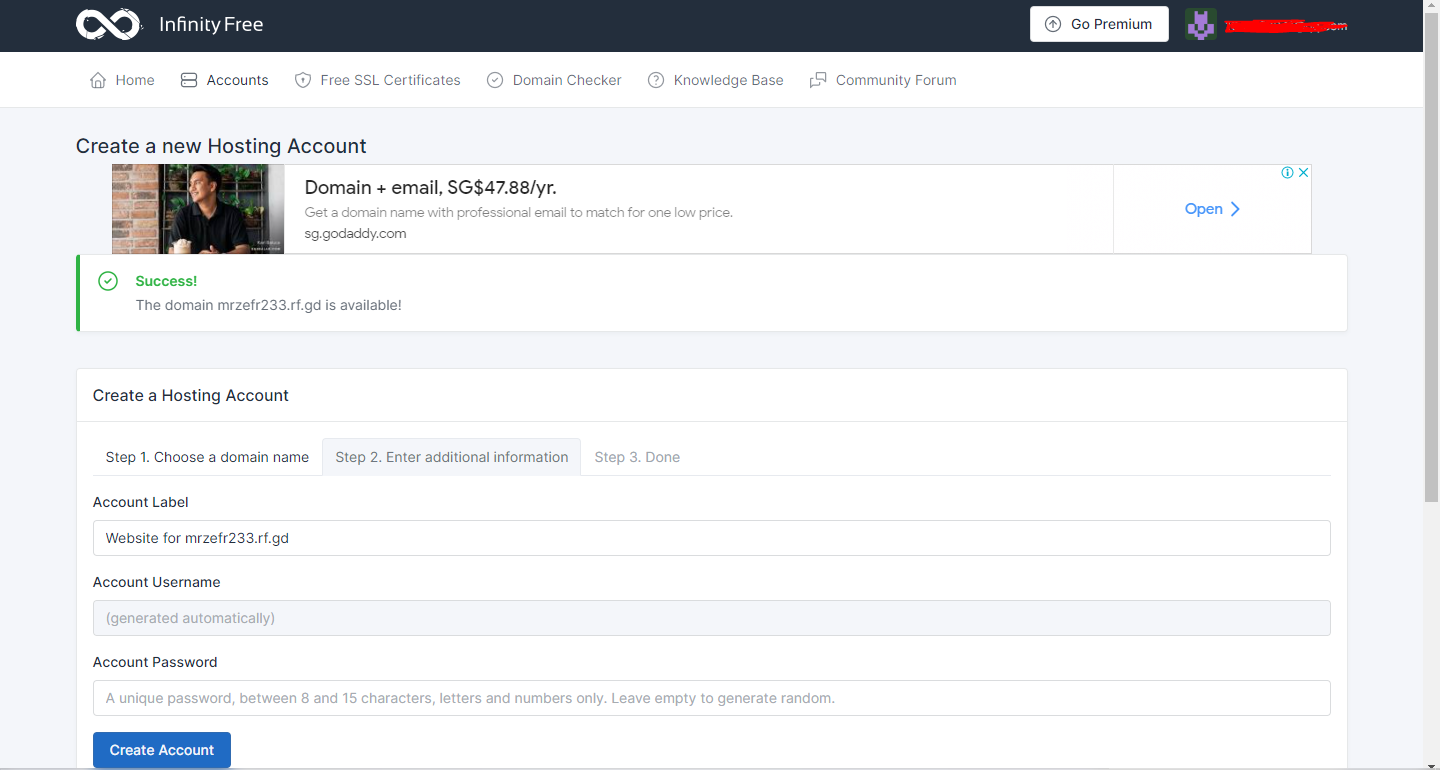 Infinity Free
Go Premium
Home Accounts Free SSL Certificates Domain Checker Knowledge Base Community Forum
Create a new Hosting Account
Domain + email, SG$47.88/yr.
Get a domain name with professional email to match for one low price.
sg.godaddy.com
Open
Success!
The domain mrzefr233.rf.gd is available!
Create a Hosting Account
Step 1. Choose a domain name Step 2. Enter additional information Step 3. Done
Account Label
Website for mrzefr233.rf.gd
Account Username
(generated automatically)
Account Password
A unique password, between 8 and 15 characters, letters and numbers only. Leave empty to generate random.
Create Account